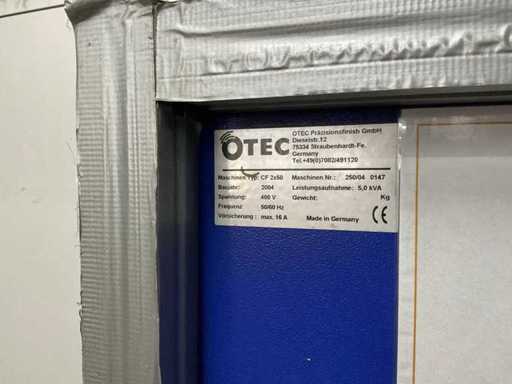 OTEC
OTEC Präzisionsfinish GmbH
Dieselstr.12
75334 Straubenhardt-Fe.
Germany
Tel.+49(0)7082/491120
Maschinen Typ: CF 2x50 Maschinen Nr.: 250/04 0147
Baujahr: 2004 Leistungsaufnahme: 5,0 kVA
Spannung: 400 V Gewicht: Kg
Frequenz: 50/60 Hz
Vorsicherung: max. 16 A Made in Germany CE